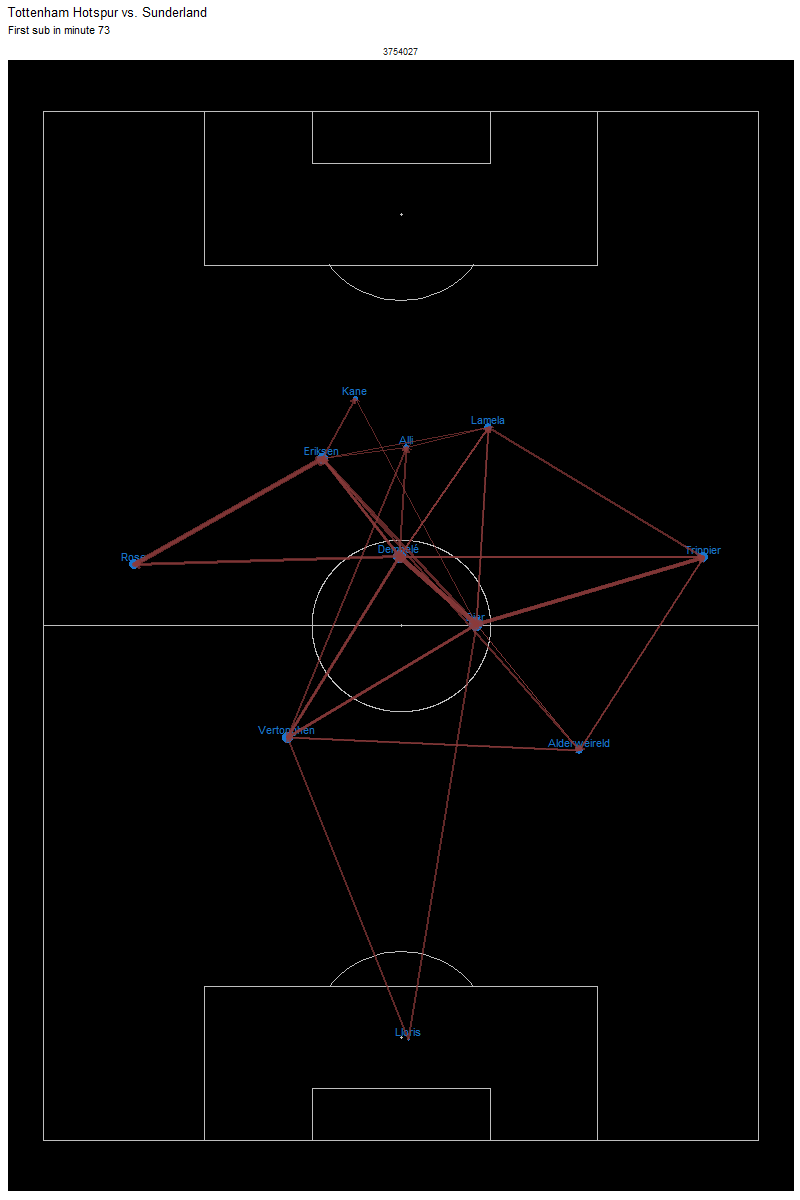 Tottenham Hotspur vs. Sunderland
First sub in minute 73
3754027
Kane
Lamela
Alli
Eriksen
Dembélé
Rose
Trippier
Dier
Vertonghen
Alderweireld
Lloris